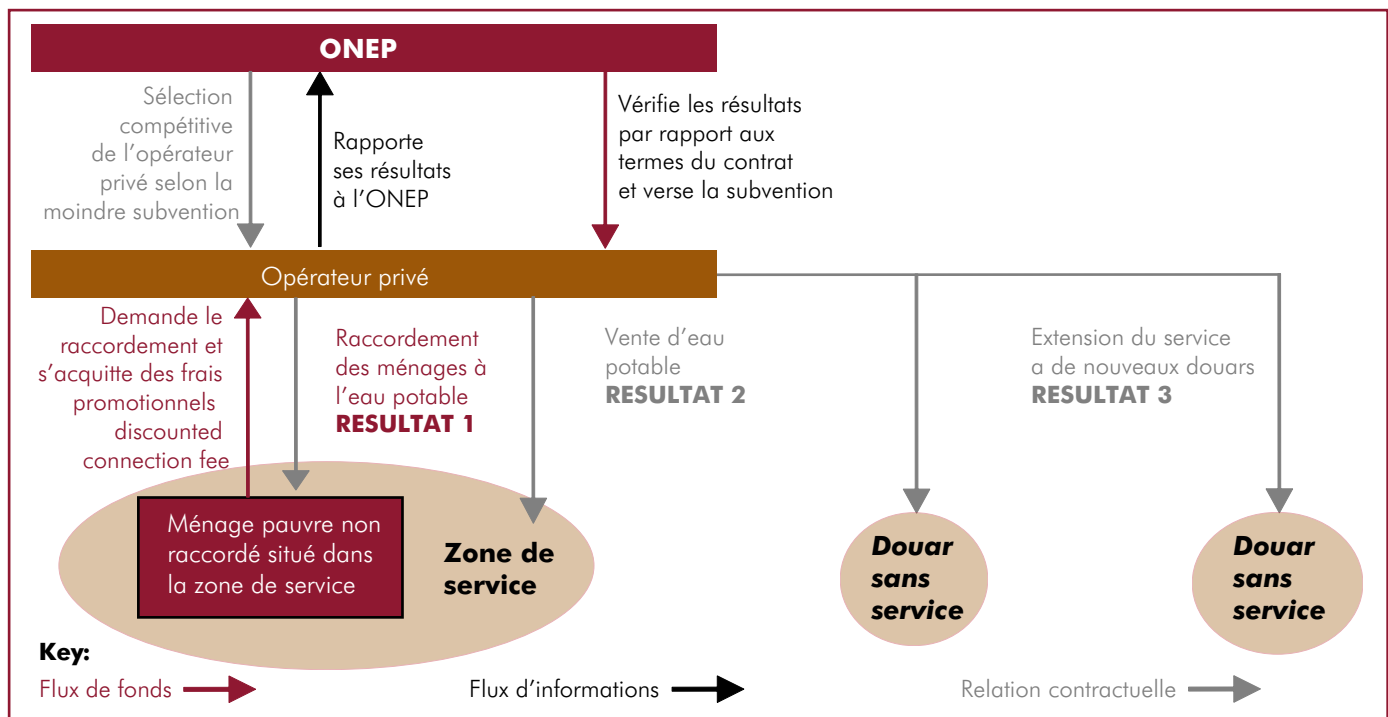 ONEP
Sélection
compétitive
de l'opérateur
privé selon la
moindre subvention
Rapporte
ses résultats
à l'ONEP
Vérifie les résultats
par rapport aux
termes du contrat
et verse la subvention
Opérateur privé
Demande le
raccordement et
s'acquitte des frais
promotionnels
discounted
connection fee
Raccordement
des ménages à
l'eau potable
RESULTAT 1
Vente d'eau
potable
RESULTAT 2
Extension du service
a de nouveaux douars
RESULTAT 3
Ménage pauvre non
raccordé situé dans
la zone de service
Zone de
service
Douar
sans
service
Douar
sans
service
Key:
Flux de fonds
Flux d'informations
Relation contractuelle